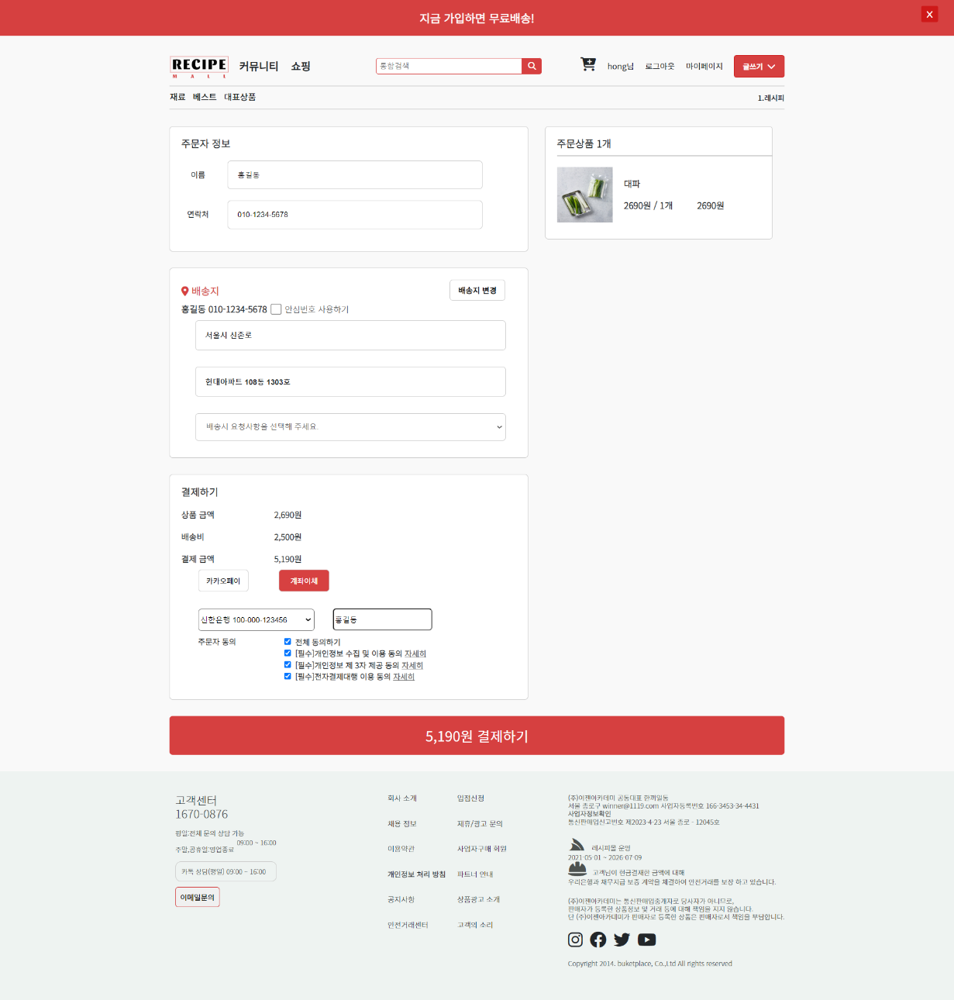 지금 가입하면 무료배송!
X
RECIPE
MALL
커뮤니티 쇼핑
통합검색
hong님 로그아웃 마이페이지 글쓰기
재료 베스트 대표상품
1.레시피
주문자 정보
이름 홍길동
연락처 010-1234-5678
주문상품 1개
대파
2690원 / 1개 2690원
배송지
배송지 변경
홍길동 010-1234-5678 안심번호 사용하기
서울시 신촌로
현대아파트 108동 1303호
배송시 요청사항을 선택해 주세요.
결제하기
상품 금액 2,690원
배송비 2,500원
결제 금액 5,190원
카카오페이 계좌이체
신한은행 100-000-123456 홍길동
주문자 동의
전체 동의하기
[필수]개인정보 수집 및 이용 동의 자세히
[필수]개인정보 제 3자 제공 동의 자세히
[필수]전자결제대행 이용 동의 자세히
5,190원 결제하기
고객센터
1670-0876
평일:전체 문의 상담 가능
09:00 ~ 16:00
주말,공휴일:영업종료
카톡 상담(평일) 09:00 ~ 16:00
이메일문의
회사 소개 입점신청
채용 정보 제휴/광고 문의
이용약관 사업자구매 회원
개인정보 처리 방침 파트너 안내
공지사항 상품광고 소개
안전거래센터 고객의 소리
(주)이젠아카데미 공동대표 한끼일동
서울 종로구 winner@1119.com 사업자등록번호 166-3453-34-4431
사업자정보확인
통신판매업신고번호 제2023-4-23 서울 종로 - 12045호
레시피몰 운영
2021-05-01 ~ 2026-07-09
고객님이 현금결재한 금액에 대해
우리은행과 채무지급 보증 계약을 체결하여 안전거래를 보장 하고 있습니다.
(주)이젠아카데미는 통신판매업중개자로 당사자가 아니므로,
판매자가 등록한 상품정보 및 거래 등에 대해 책임을 지지 않습니다.
단 (주)이젠아카데미가 판매자로 등록한 상품은 판매자로서 책임을 부담합니다.
Copyright 2014. buketplace, Co.,Ltd All rights reserved